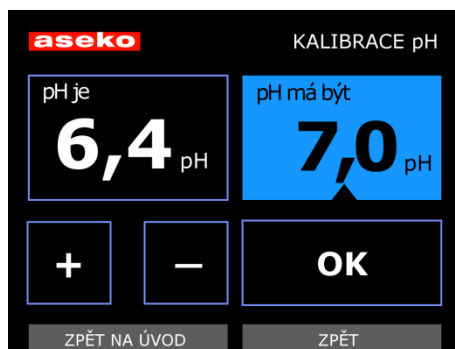 aseko
KALIBRACE pH
pH je
pH má být
6,4 pH
7,0 pH
+
–
OK
ZPĚT NA ÚVOD
ZPĚT